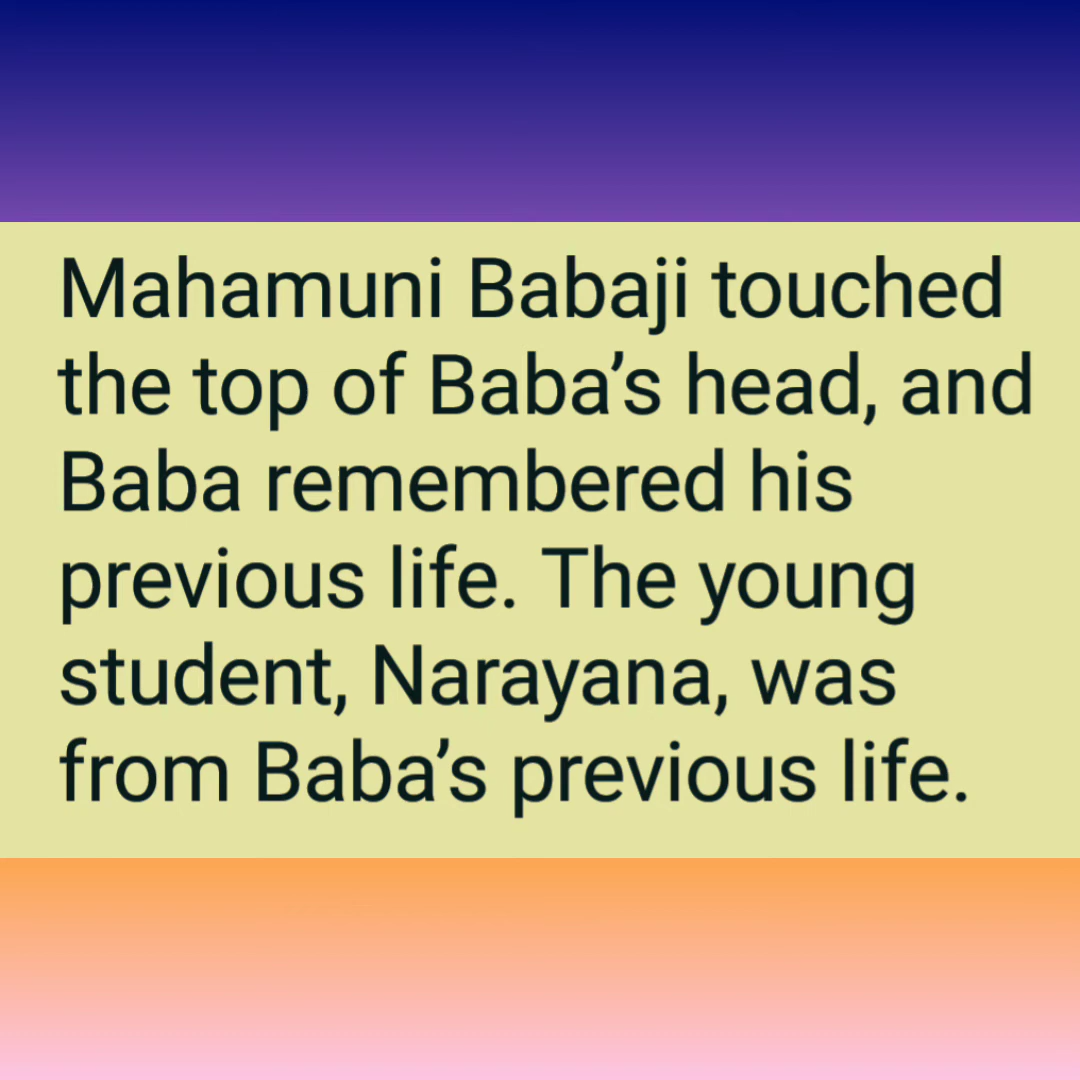 Mahamuni Babaji touched
the top of Baba’s head, and
Baba remembered his
previous life. The young
student, Narayana, was
from Baba’s previous life.